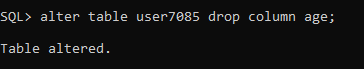 SQL> alter table user7085 drop column age;
Table altered.